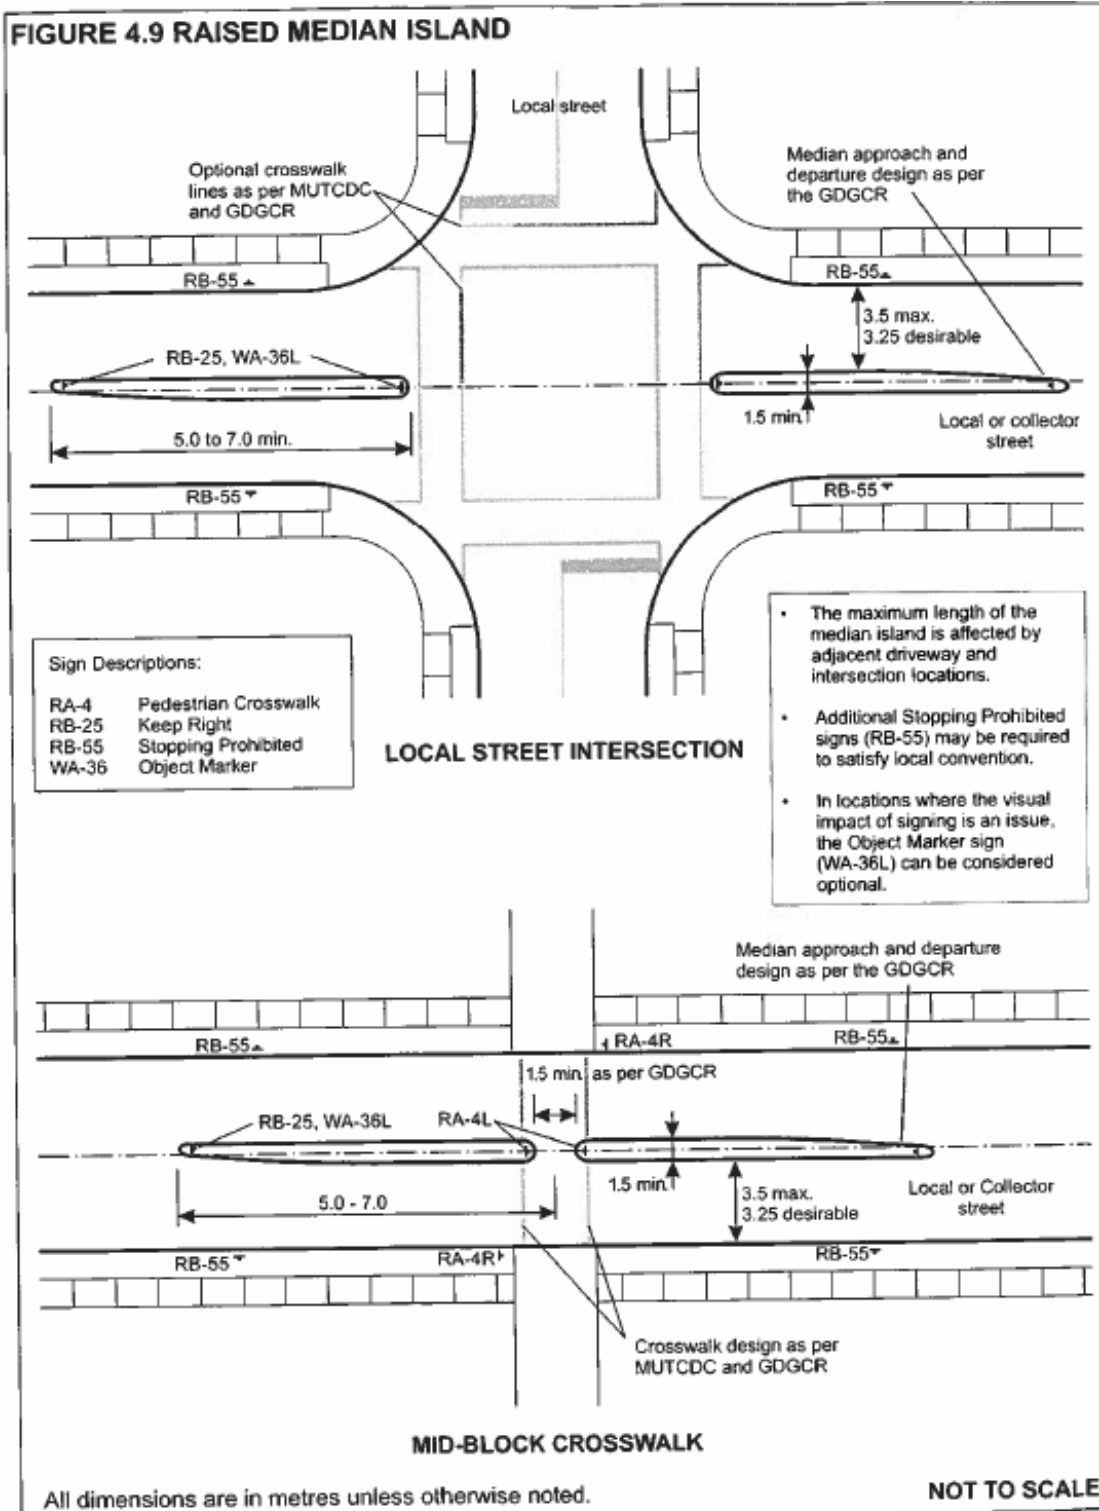 FIGURE 4.9 RAISED MEDIAN ISLAND
Local street
Optional crosswalk
lines as per MUTCDC
and GDGCR
Median approach and
departure design as per
the GDGCR
RB-55
RB-55
3.5 max.
3.25 desirable
RB-25, WA-36L
1.5 min.
5.0 to 7.0 min.
Local or collector
street
RB-55
RB-55
Sign Descriptions:
RA-4 Pedestrian Crosswalk
RB-25 Keep Right
RB-55 Stopping Prohibited
WA-36 Object Marker
LOCAL STREET INTERSECTION
• The maximum length of the
median island is affected by
adjacent driveway and
intersection locations.
• Additional Stopping Prohibited
signs (RB-55) may be required
to satisfy local convention.
• In locations where the visual
impact of signing is an issue,
the Object Marker sign
(WA-36L) can be considered
optional.
Median approach and departure
design as per the GDGCR
RB-55
RA-4R
RB-55
1.5 min. as per GDGCR
RB-25, WA-36L
RA-4L
1.5 min.
5.0 - 7.0
3.5 max.
3.25 desirable
Local or Collector
street
RB-55
RA-4R
RB-55
Crosswalk design as per
MUTCDC and GDGCR
MID-BLOCK CROSSWALK
All dimensions are in metres unless otherwise noted.
NOT TO SCALE